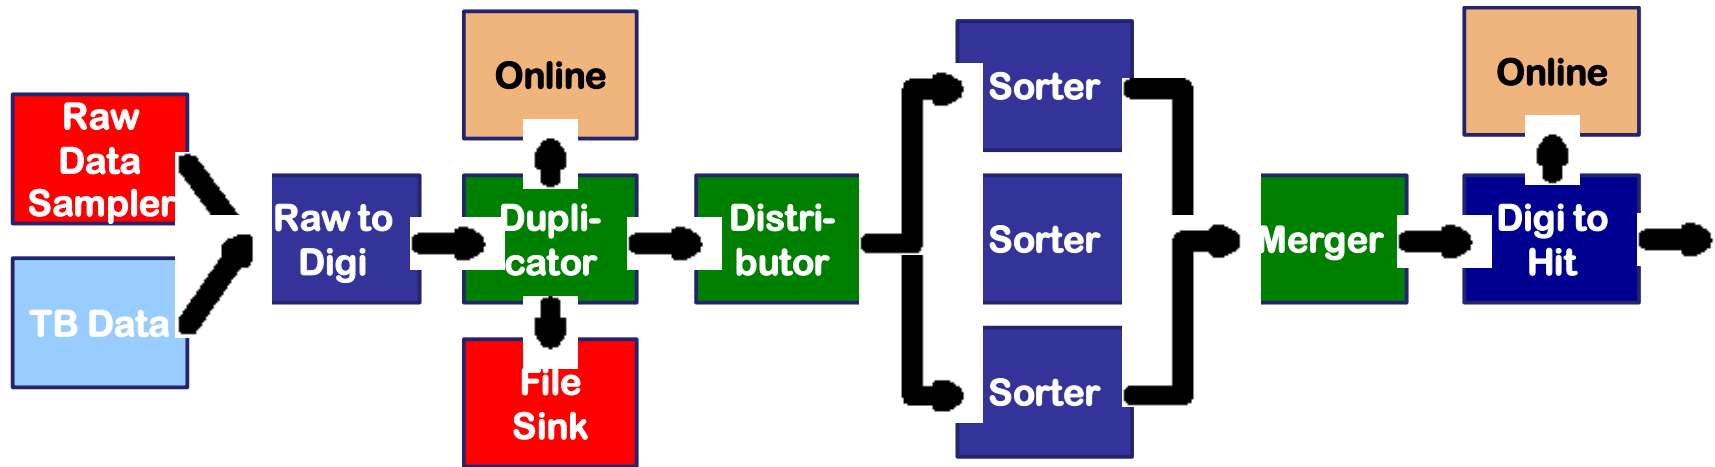 Raw
Data
Sampler
TB Data
Raw to
Digi
Online
Dupli-
cator
File
Sink
Distri-
butor
Sorter
Sorter
Sorter
Merger
Online
Digi to
Hit